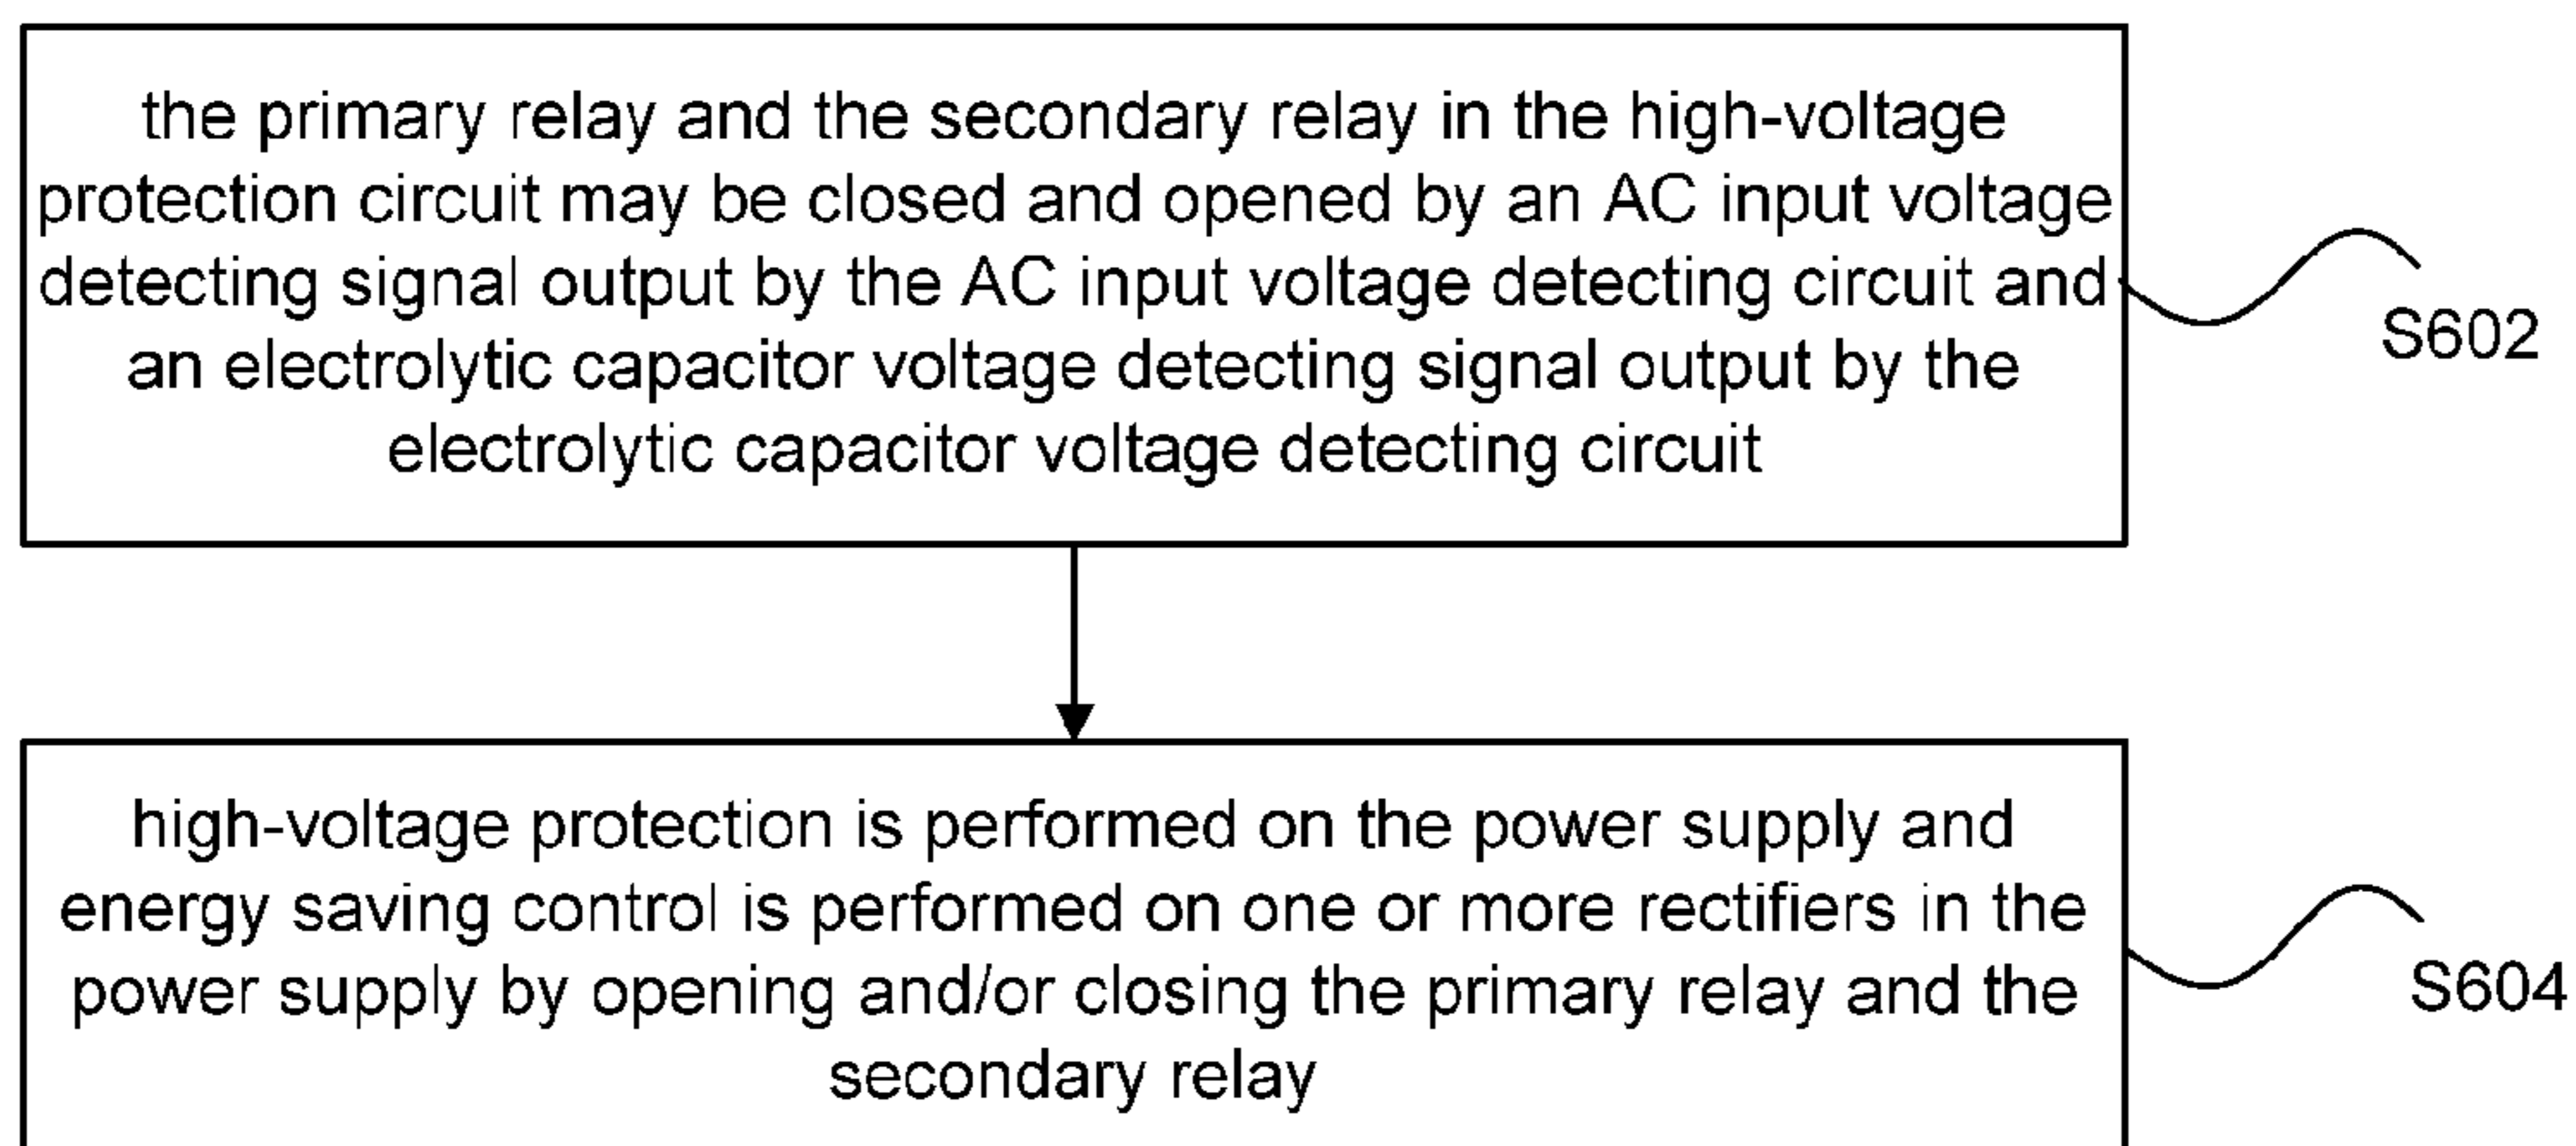 the primary relay and the secondary relay in the high-voltage
protection circuit may be closed and opened by an AC input voltage
detecting signal output by the AC input voltage detecting circuit and
an electrolytic capacitor voltage detecting signal output by the
electrolytic capacitor voltage detecting circuit
S602
high-voltage protection is performed on the power supply and
energy saving control is performed on one or more rectifiers in the
power supply by opening and/or closing the primary relay and the
secondary relay
S604